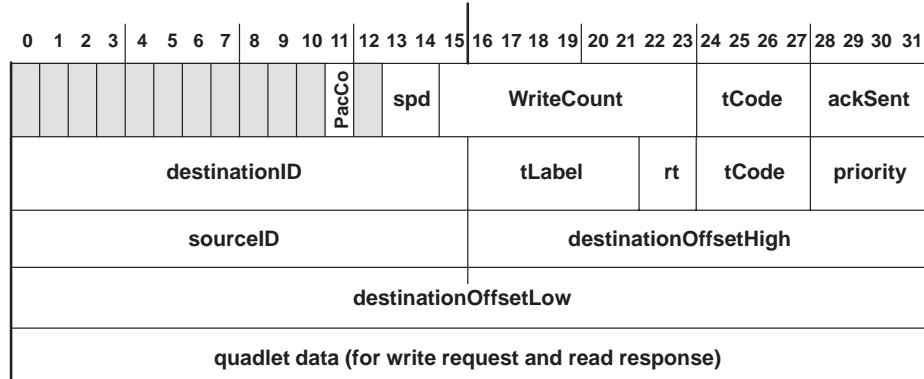 0 1 2 3 4 5 6 7 8 9 10 11 12 13 14 15 16 17 18 19 20 21 22 23 24 25 26 27 28 29 30 31
PacCo spd WriteCount tCode ackSent
destinationID tLabel rt tCode priority
sourceID destinationOffsetHigh
destinationOffsetLow
quadlet data (for write request and read response)